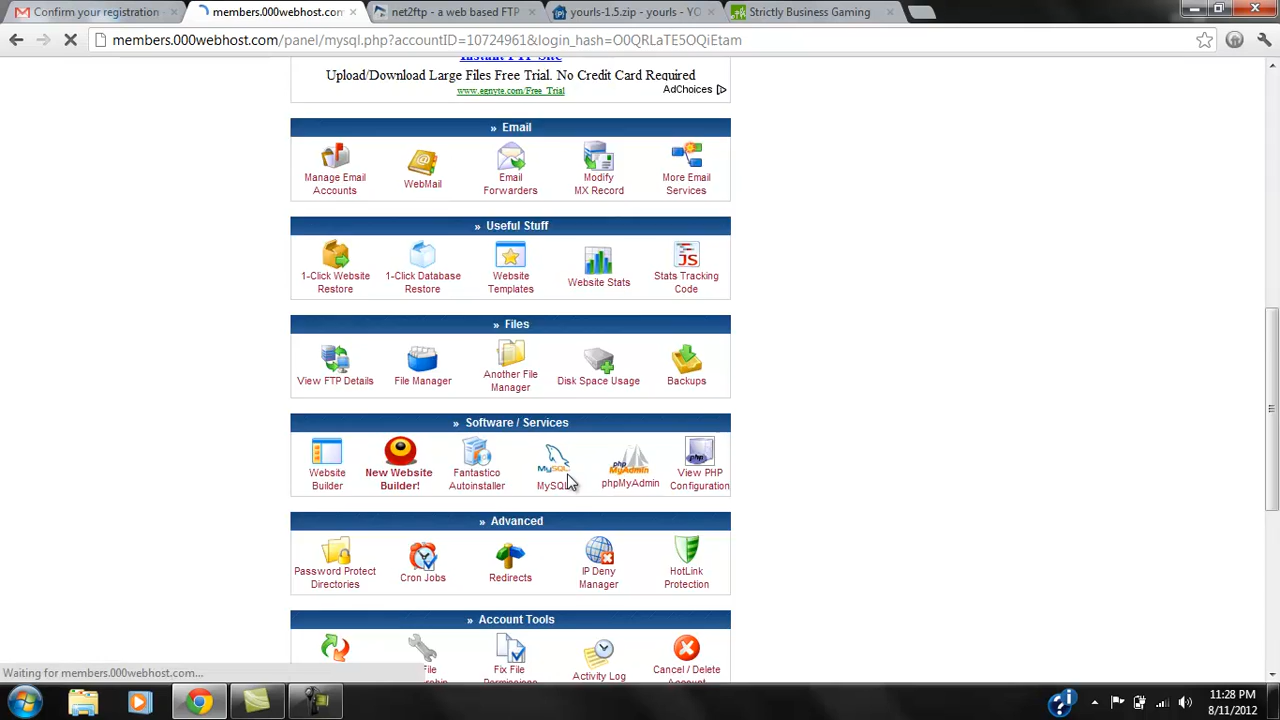 Confirm your registration
members.000webhost.com
net2ftp - a web based FTP
yourls-1.5.zip - yourls - YO
Strictly Business Gaming
members.000webhost.com/panel/mysql.php?accountID=10724961&login_hash=O0QRLaTE5OQiEtam
Instant FTP Site
Upload/Download Large Files Free Trial. No Credit Card Required
www.egnyte.com/Free_Trial
AdChoices
» Email
Manage Email Accounts
WebMail
Email Forwarders
Modify MX Record
More Email Services
» Useful Stuff
1-Click Website Restore
1-Click Database Restore
Website Templates
Website Stats
Stats Tracking Code
» Files
View FTP Details
File Manager
Another File Manager
Disk Space Usage
Backups
» Software / Services
Website Builder
New Website Builder!
Fantastico Autoinstaller
MySQL
phpMyAdmin
View PHP Configuration
» Advanced
Password Protect Directories
Cron Jobs
Redirects
IP Deny Manager
HotLink Protection
» Account Tools
File
Fix File
Activity Log
Cancel / Delete
Waiting for members.000webhost.com...
11:28 PM
8/11/2012